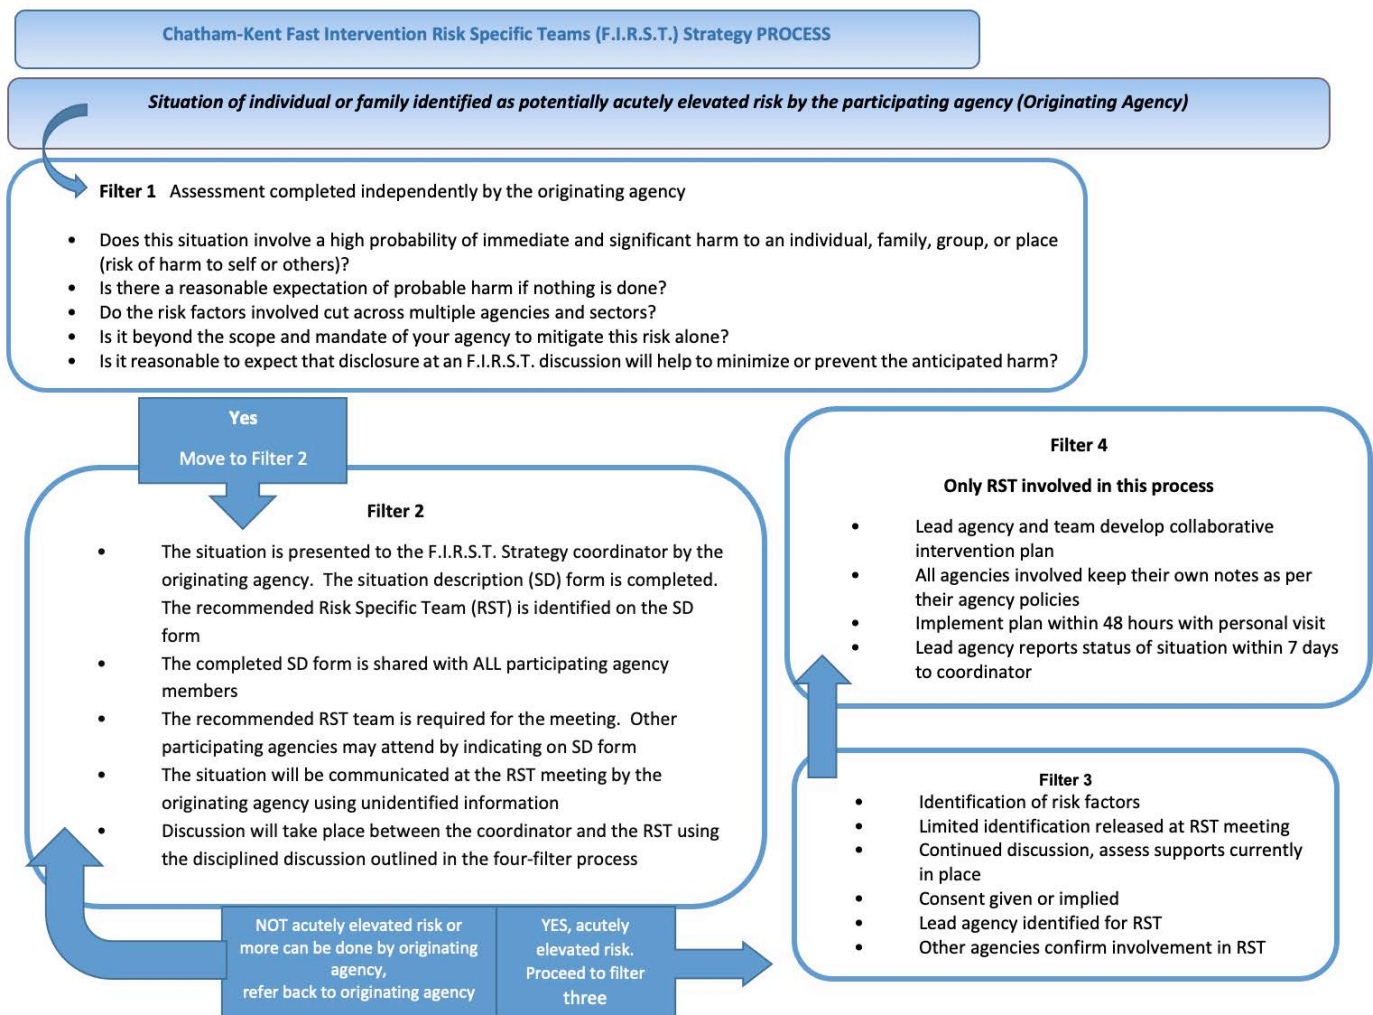 Chatham-Kent Fast Intervention Risk Specific Teams (F.I.R.S.T.) Strategy PROCESS
Situation of individual or family identified as potentially acutely elevated risk by the participating agency (Originating Agency)
Filter 1 Assessment completed independently by the originating agency
• Does this situation involve a high probability of immediate and significant harm to an individual, family, group, or place
(risk of harm to self or others)?
• Is there a reasonable expectation of probable harm if nothing is done?
• Do the risk factors involved cut across multiple agencies and sectors?
• Is it beyond the scope and mandate of your agency to mitigate this risk alone?
• Is it reasonable to expect that disclosure at an F.I.R.S.T. discussion will help to minimize or prevent the anticipated harm?
Yes
Move to Filter 2
Filter 2
• The situation is presented to the F.I.R.S.T. Strategy coordinator by the
originating agency. The situation description (SD) form is completed.
The recommended Risk Specific Team (RST) is identified on the SD
form
• The completed SD form is shared with ALL participating agency
members
• The recommended RST team is required for the meeting. Other
participating agencies may attend by indicating on SD form
• The situation will be communicated at the RST meeting by the
originating agency using unidentified information
• Discussion will take place between the coordinator and the RST using
the disciplined discussion outlined in the four-filter process
NOT acutely elevated risk or
more can be done by originating
agency,
refer back to originating agency
YES, acutely
elevated risk.
Proceed to filter
three
Filter 3
• Identification of risk factors
• Limited identification released at RST meeting
• Continued discussion, assess supports currently
in place
• Consent given or implied
• Lead agency identified for RST
• Other agencies confirm involvement in RST
Filter 4
Only RST involved in this process
• Lead agency and team develop collaborative
intervention plan
• All agencies involved keep their own notes as per
their agency policies
• Implement plan within 48 hours with personal visit
• Lead agency reports status of situation within 7 days
to coordinator